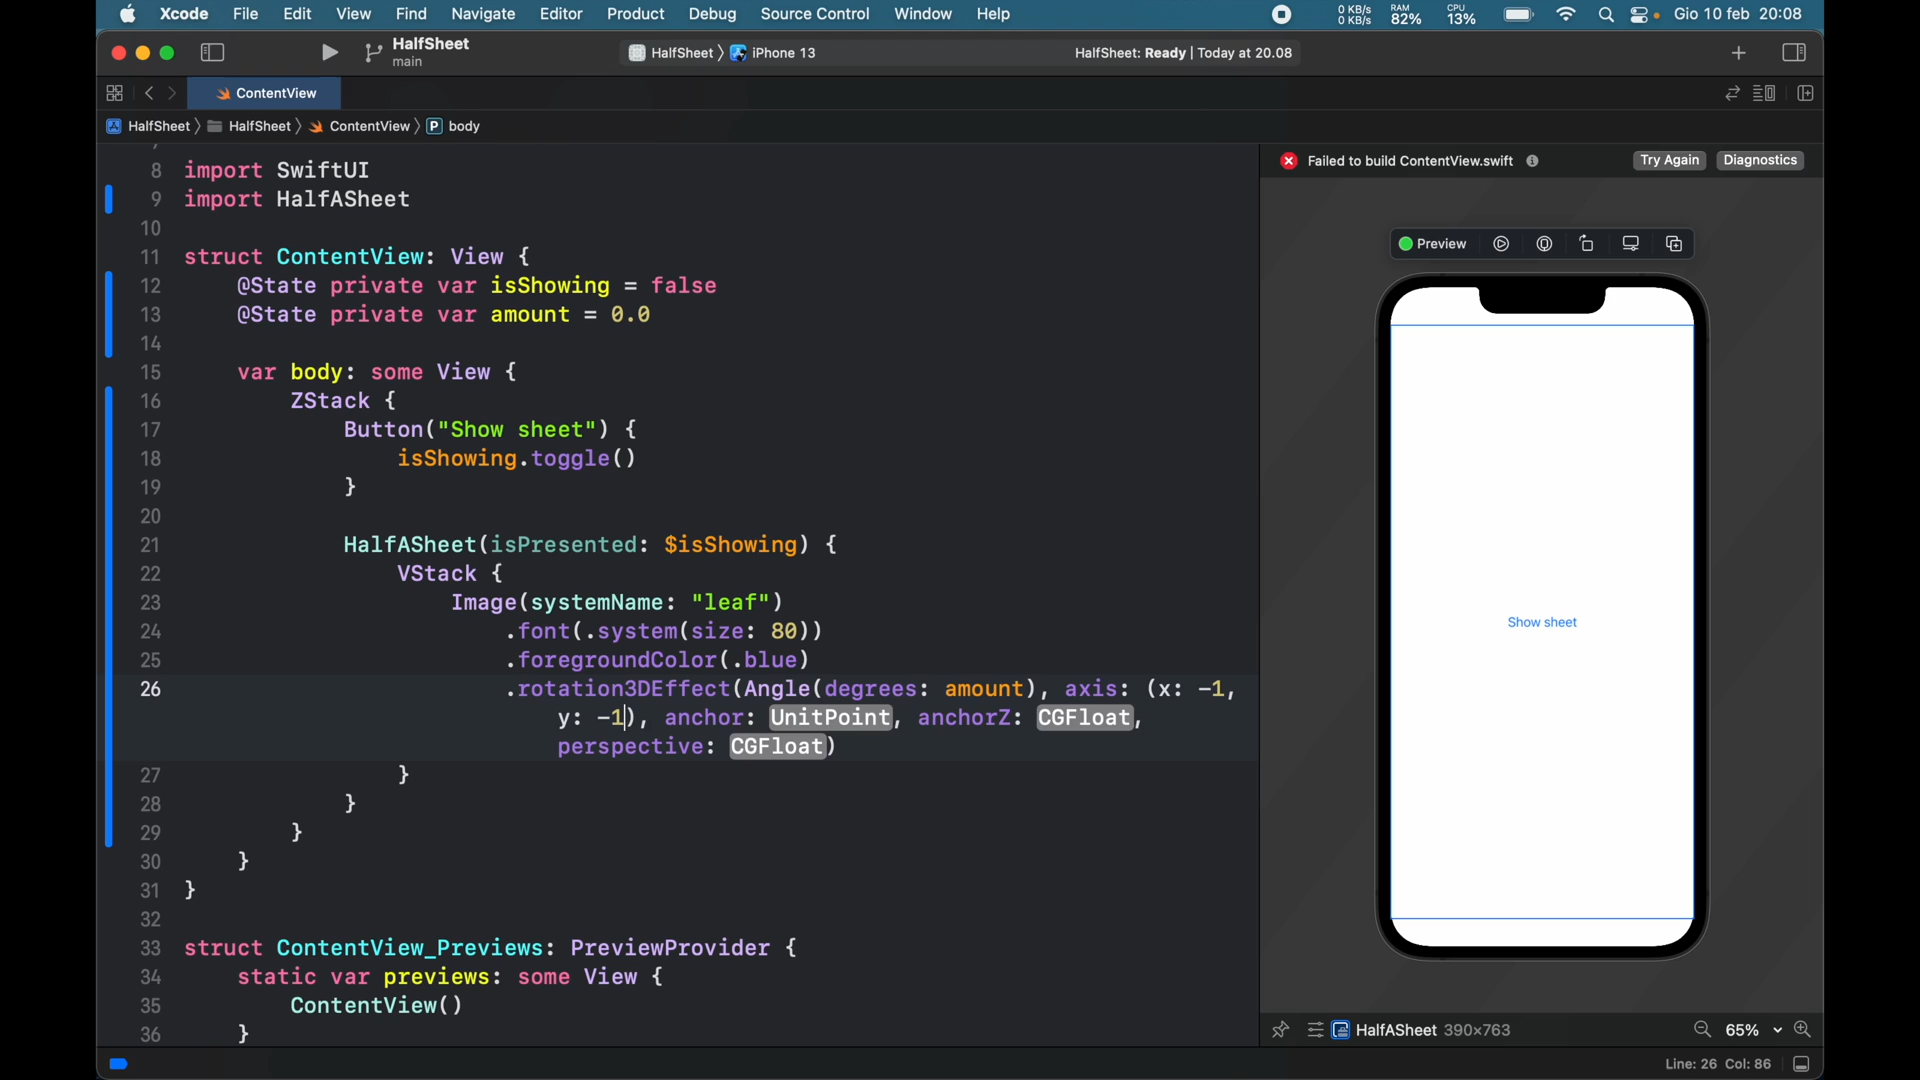 Xcode File Edit View Find Navigate Editor Product Debug Source Control Window Help
0 KB/s
0 KB/s
RAM
82%
CPU
13%
Gio 10 feb 20:08
HalfSheet
main
HalfSheet 〉 iPhone 13
HalfSheet: Ready | Today at 20.08
ContentView
HalfSheet 〉 HalfSheet 〉 ContentView 〉 P body
8 import SwiftUI
9 import HalfASheet
10
11 struct ContentView: View {
12 @State private var isShowing = false
13 @State private var amount = 0.0
14
15 var body: some View {
16 ZStack {
17 Button("Show sheet") {
18 isShowing.toggle()
19 }
20
21 HalfASheet(isPresented: $isShowing) {
22 VStack {
23 Image(systemName: "leaf")
24 .font(.system(size: 80))
25 .foregroundColor(.blue)
26 .rotation3DEffect(Angle(degrees: amount), axis: (x: -1,
y: -1), anchor: UnitPoint, anchorZ: CGFloat,
perspective: CGFloat)
27 }
28 }
29 }
30 }
31 }
32
33 struct ContentView_Previews: PreviewProvider {
34 static var previews: some View {
35 ContentView()
36 }
Failed to build ContentView.swift
Try Again
Diagnostics
Preview
Show sheet
HalfASheet 390×763
65%
Line: 26 Col: 86